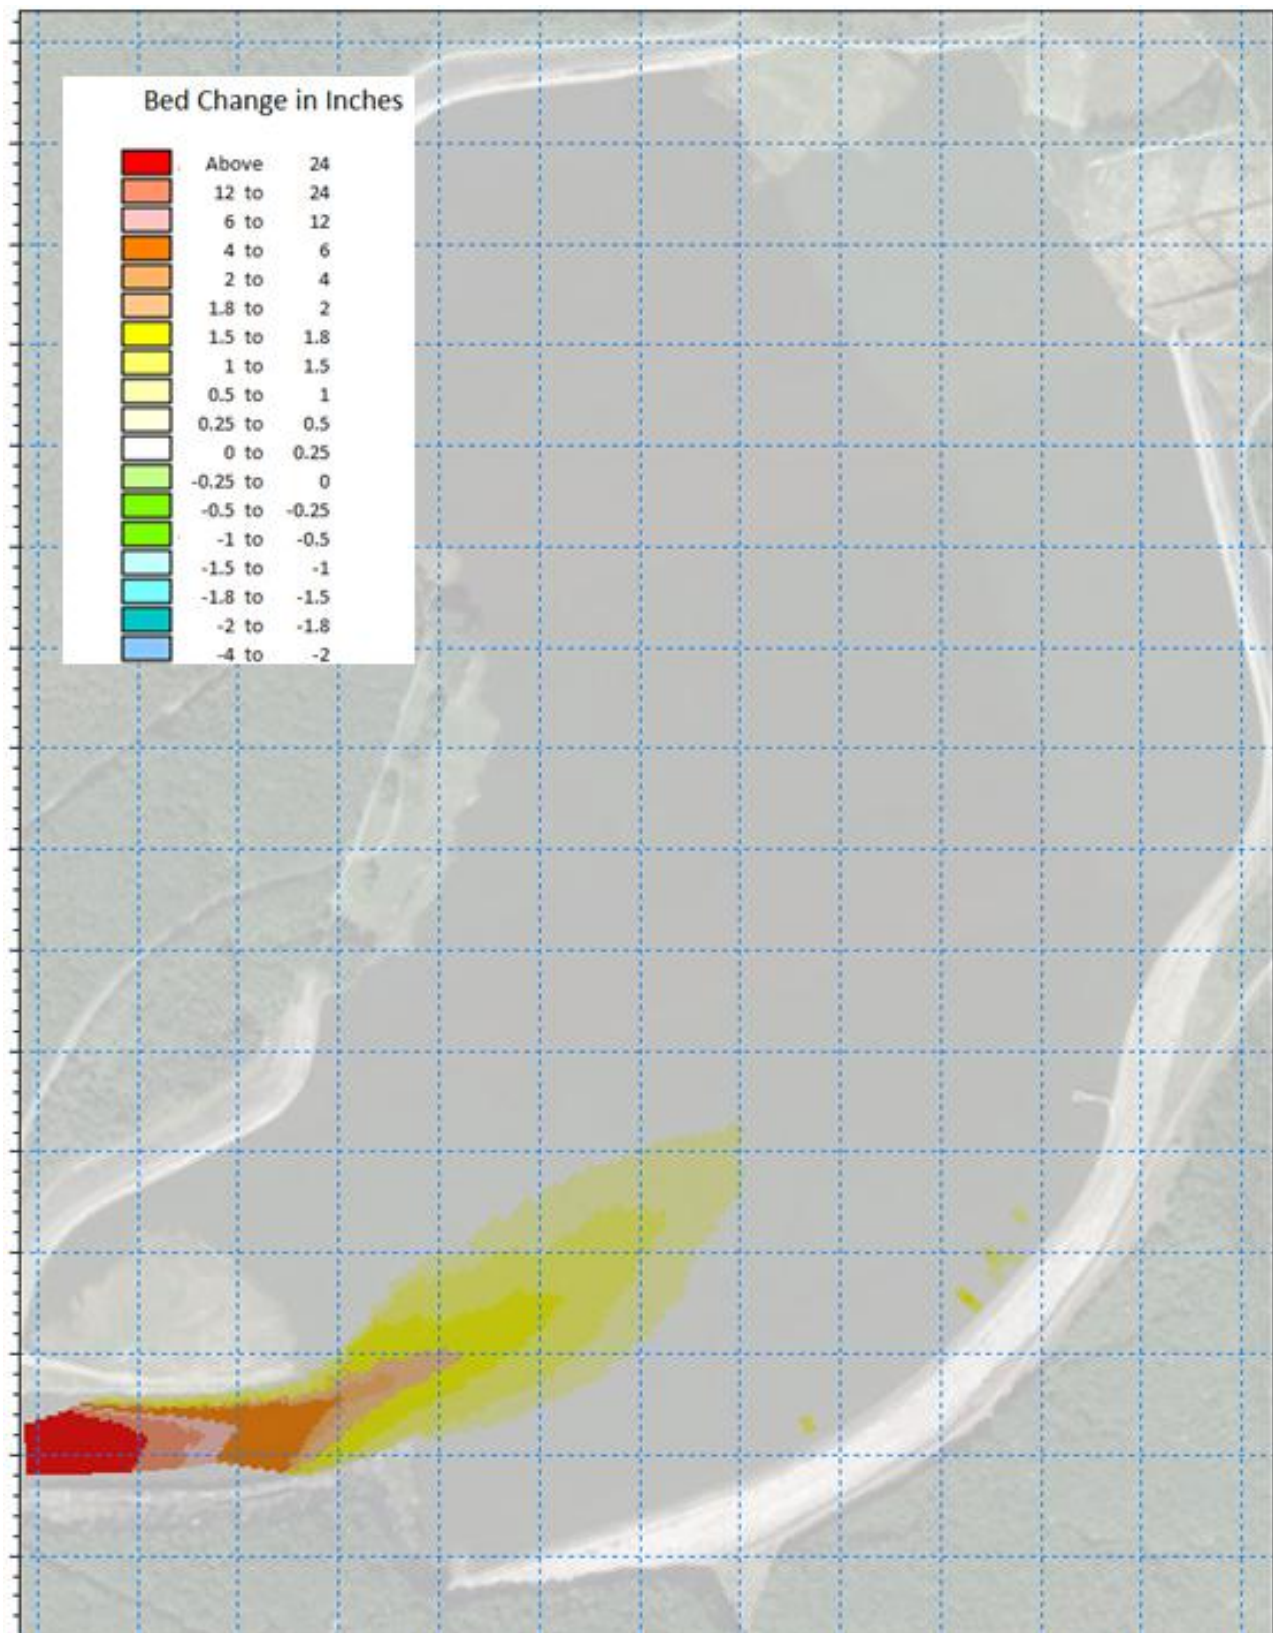 Bed Change in Inches
Above 24
12 to 24
6 to 12
4 to 6
2 to 4
1.8 to 2
1.5 to 1.8
1 to 1.5
0.5 to 1
0.25 to 0.5
0 to 0.25
-0.25 to 0
-0.5 to -0.25
-1 to -0.5
-1.5 to -1
-1.8 to -1.5
-2 to -1.8
-4 to -2